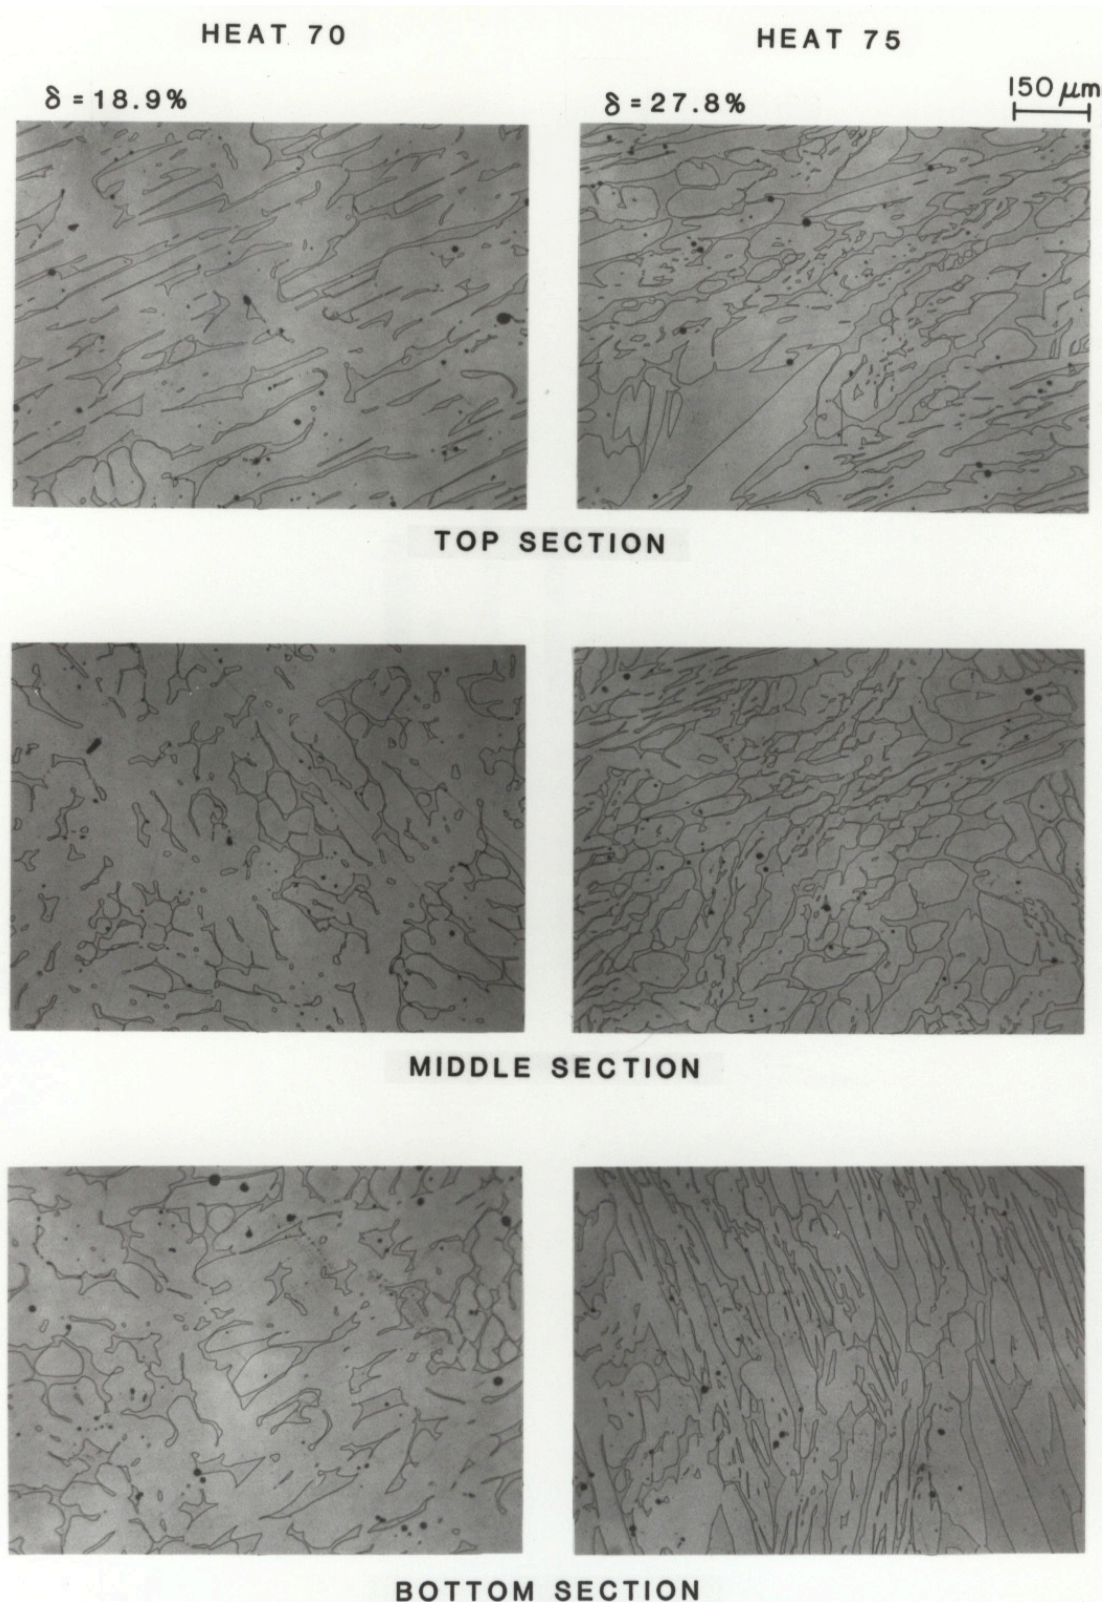 HEAT 70
HEAT 75
δ = 18.9%
δ = 27.8%
150 μm
TOP SECTION
MIDDLE SECTION
BOTTOM SECTION